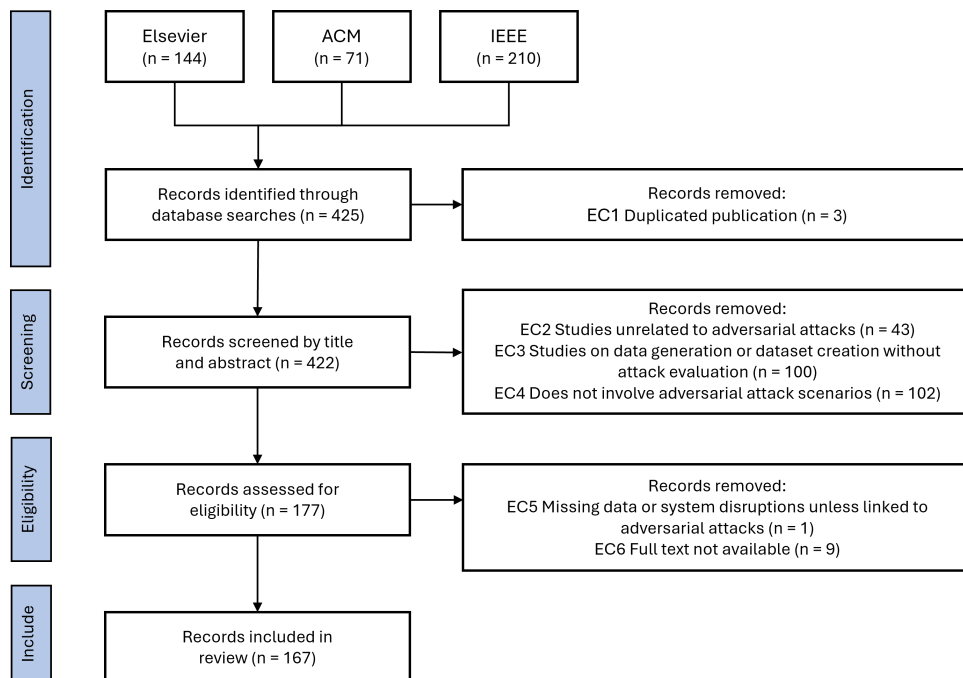 Elsevier
(n = 144)
ACM
(n = 71)
IEEE
(n = 210)
Identification
Records identified through
database searches (n = 425)
Records removed:
EC1 Duplicated publication (n = 3)
Screening
Records screened by title
and abstract (n = 422)
Records removed:
EC2 Studies unrelated to adversarial attacks (n = 43)
EC3 Studies on data generation or dataset creation without
attack evaluation (n = 100)
EC4 Does not involve adversarial attack scenarios (n = 102)
Eligibility
Records assessed for
eligibility (n = 177)
Records removed:
EC5 Missing data or system disruptions unless linked to
adversarial attacks (n = 1)
EC6 Full text not available (n = 9)
Include
Records included in
review (n = 167)